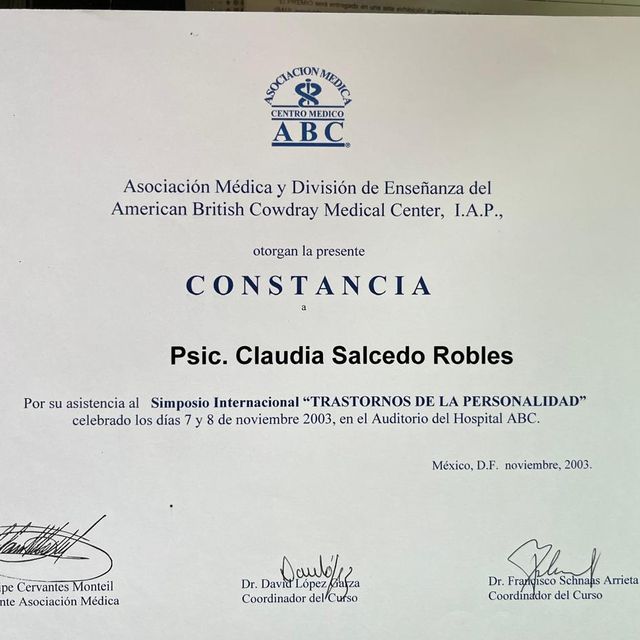 ASOCIACION MEDICA
CENTRO MEDICO
ABC
Asociación Médica y División de Enseñanza del
American British Cowdray Medical Center, I.A.P.,
otorgan la presente
CONSTANCIA
a
Psic. Claudia Salcedo Robles
Por su asistencia al Simposio Internacional “TRASTORNOS DE LA PERSONALIDAD”
celebrado los días 7 y 8 de noviembre 2003, en el Auditorio del Hospital ABC.
México, D.F. noviembre, 2003.
Cervantes Monteil
Asociación Médica
Dr. David López Garza
Coordinador del Curso
Dr. Francisco Schnaas Arrieta
Coordinador del Curso